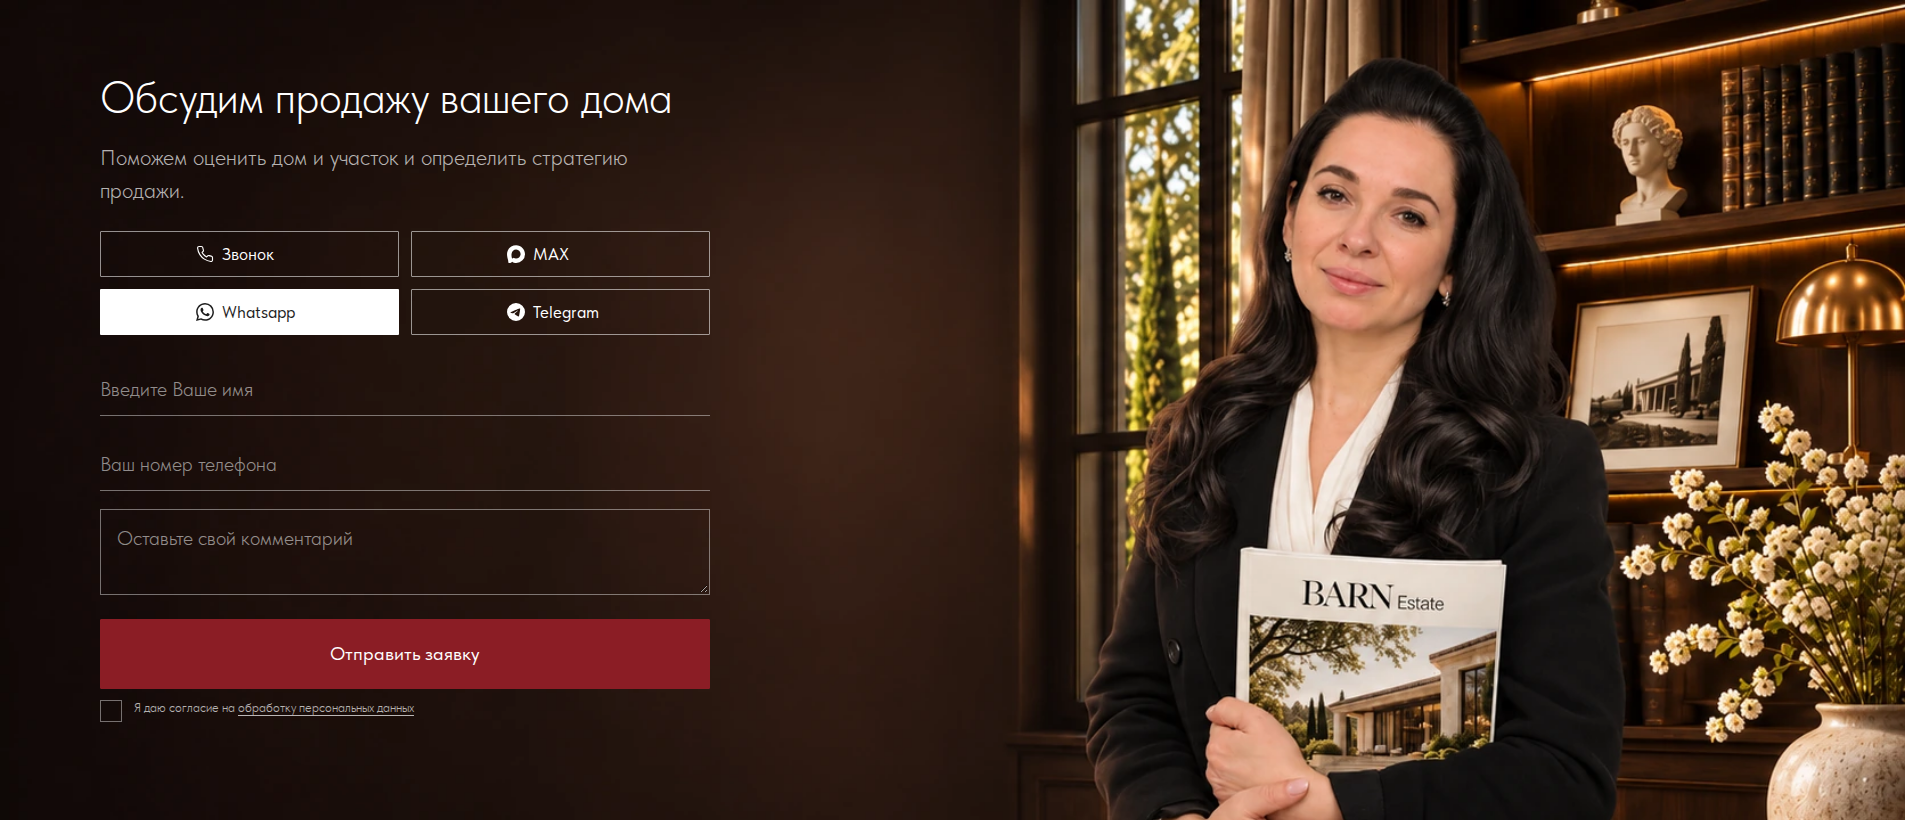 Обсудим продажу вашего дома
Поможем оценить дом и участок и определить стратегию
продажи.
Звонок
MAX
Whatsapp
Telegram
Введите Ваше имя
Ваш номер телефона
Оставьте свой комментарий
Отправить заявку
Я даю согласие на обработку персональных данных
BARN Estate